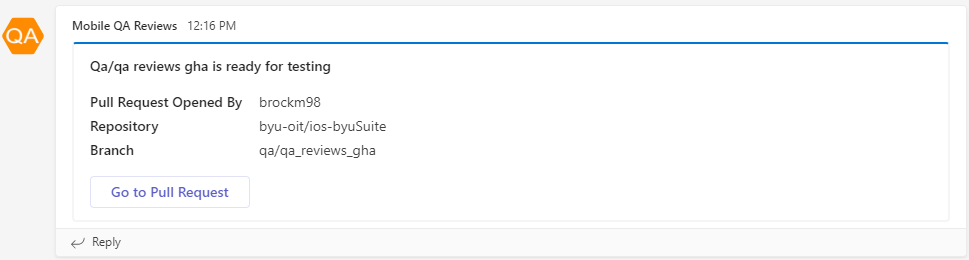 QA
Mobile QA Reviews 12:16 PM
Qa/qa reviews gha is ready for testing
Pull Request Opened By brockm98
Repository byu-oit/ios-byuSuite
Branch qa/qa_reviews_gha
Go to Pull Request
Reply